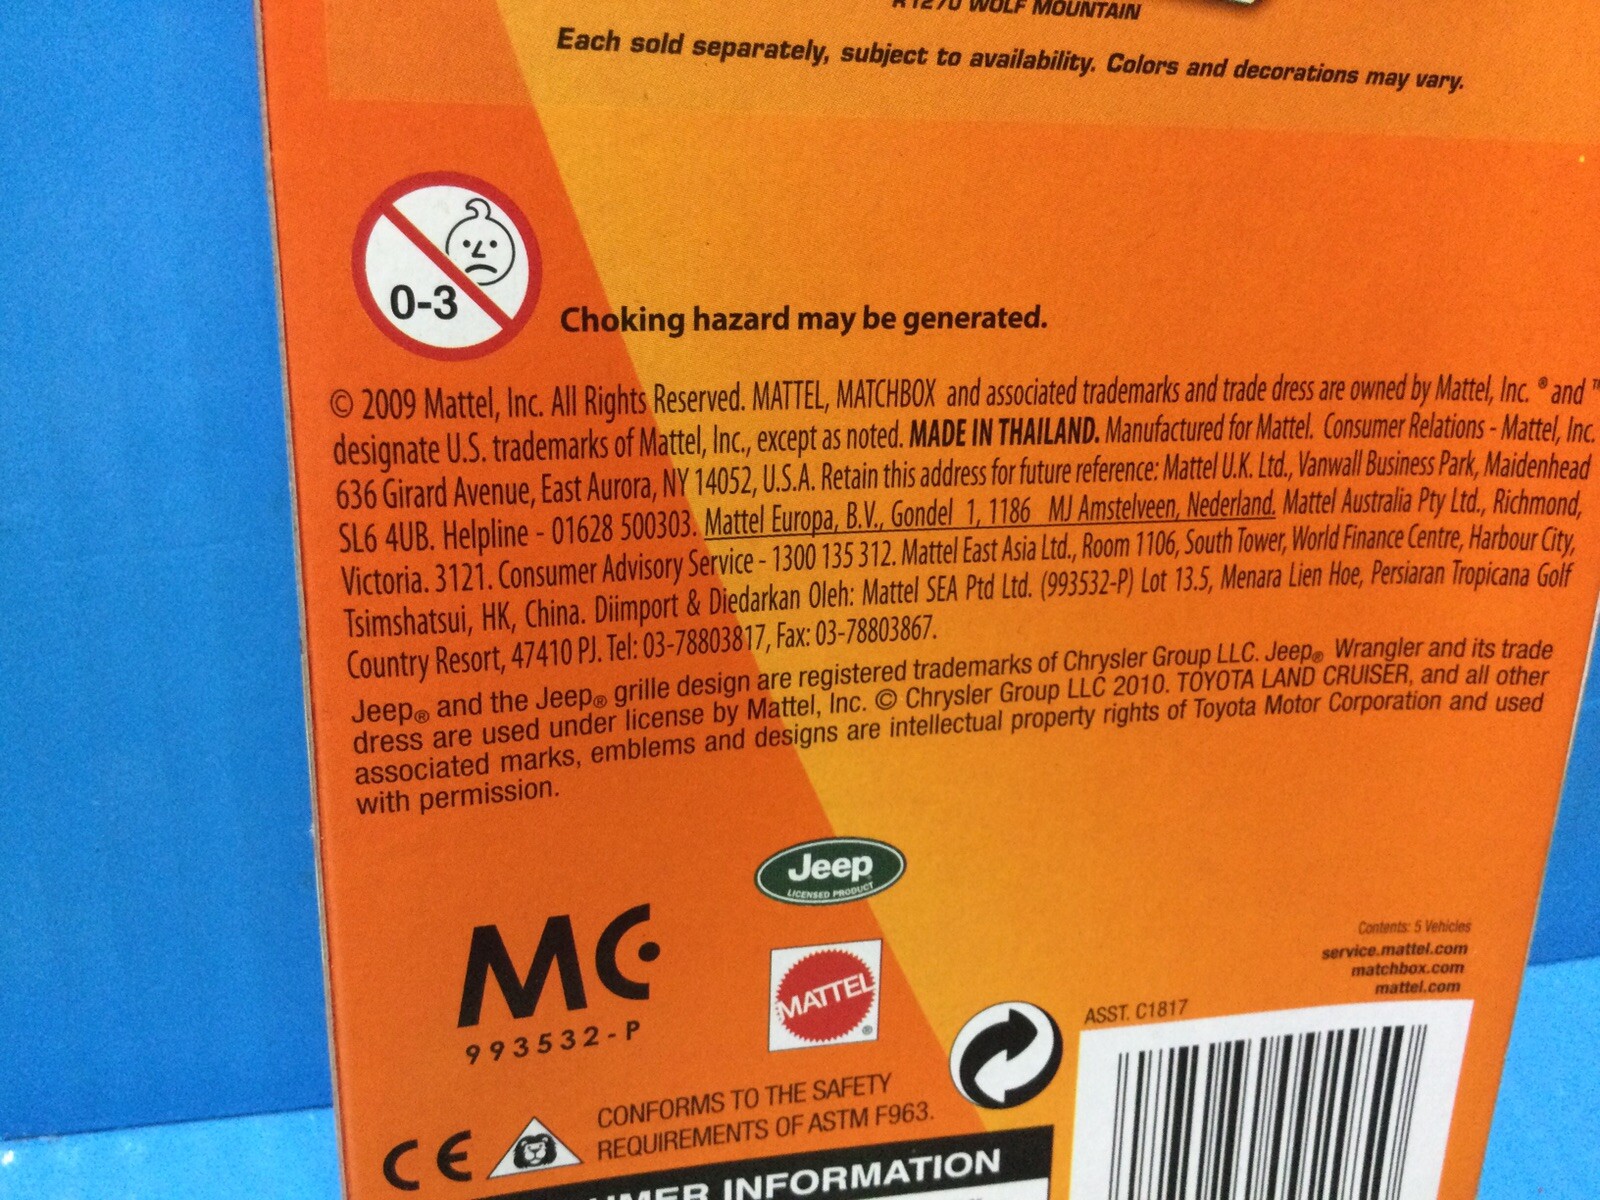 R1270 WOLF MOUNTAIN
Each sold separately, subject to availability. Colors and decorations may vary.
0-3
Choking hazard may be generated.
© 2009 Mattel, Inc. All Rights Reserved. MATTEL, MATCHBOX and associated trademarks and trade dress are owned by Mattel, Inc. ® and ™
designate U.S. trademarks of Mattel, Inc., except as noted. MADE IN THAILAND. Manufactured for Mattel. Consumer Relations - Mattel, Inc.
636 Girard Avenue, East Aurora, NY 14052, U.S.A. Retain this address for future reference: Mattel U.K. Ltd., Vanwall Business Park, Maidenhead
SL6 4UB. Helpline - 01628 500303. Mattel Europa, B.V., Gondel 1, 1186 MJ Amstelveen, Nederland. Mattel Australia Pty Ltd., Richmond,
Victoria. 3121. Consumer Advisory Service - 1300 135 312. Mattel East Asia Ltd., Room 1106, South Tower, World Finance Centre, Harbour City,
Tsimshatsui, HK, China. Diimport & Diedarkan Oleh: Mattel SEA Ptd Ltd. (993532-P) Lot 13.5, Menara Lien Hoe, Persiaran Tropicana Golf
Country Resort, 47410 PJ. Tel: 03-78803817, Fax: 03-78803867.
Jeep® and the Jeep® grille design are registered trademarks of Chrysler Group LLC. Jeep® Wrangler and its trade
dress are used under license by Mattel, Inc. © Chrysler Group LLC 2010. TOYOTA LAND CRUISER, and all other
associated marks, emblems and designs are intellectual property rights of Toyota Motor Corporation and used
with permission.
Jeep
LICENSED PRODUCT
MC
993532-P
MATTEL ®
Contents: 5 Vehicles
service.mattel.com
matchbox.com
mattel.com
ASST. C1817
CE
CONFORMS TO THE SAFETY
REQUIREMENTS OF ASTM F963.
INFORMATION